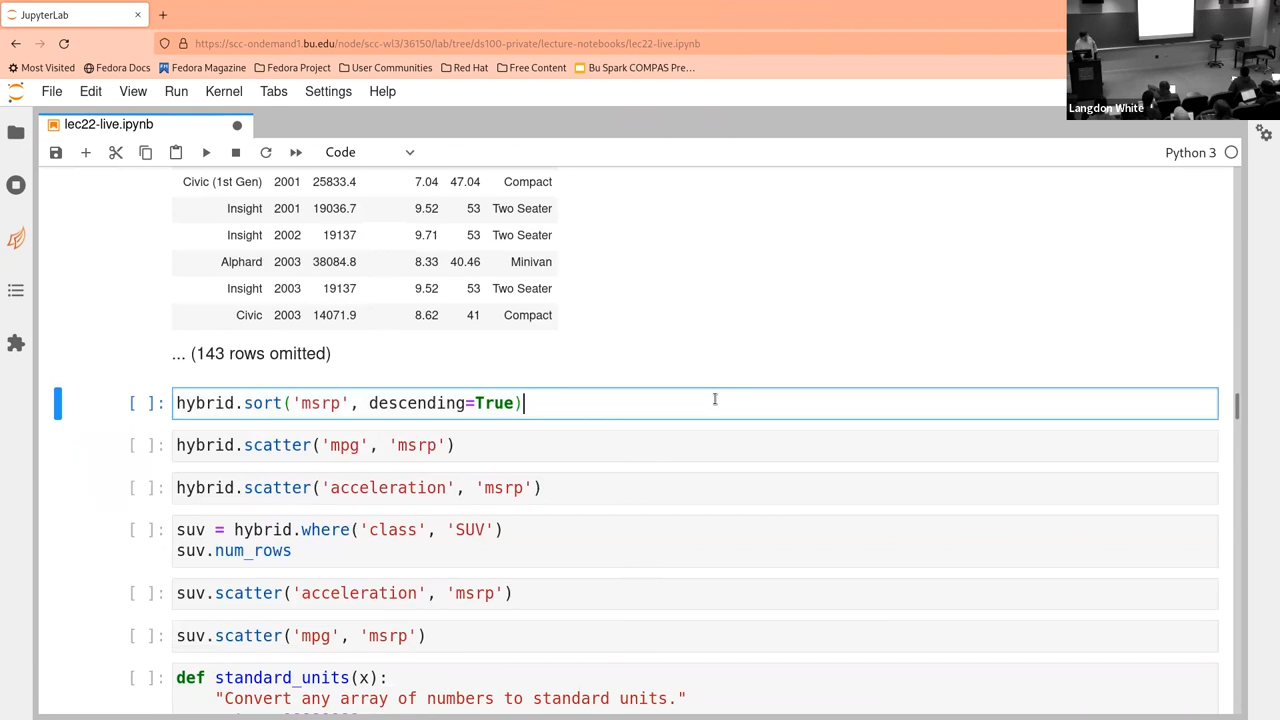 JupyterLab
https://scc-ondemand1.bu.edu/node/scc-wl3/36150/lab/tree/ds100-private/lecture-notebooks/lec22-live.ipynb
Most Visited Fedora Docs Fedora Magazine Fedora Project User Communities Red Hat Free Content Bu Spark COMPAS Pre…
Langdon White
File Edit View Run Kernel Tabs Settings Help
lec22-live.ipynb
Code Python 3
Civic (1st Gen) 2001 25833.4 7.04 47.04 Compact
Insight 2001 19036.7 9.52 53 Two Seater
Insight 2002 19137 9.71 53 Two Seater
Alphard 2003 38084.8 8.33 40.46 Minivan
Insight 2003 19137 9.52 53 Two Seater
Civic 2003 14071.9 8.62 41 Compact
... (143 rows omitted)
[ ]: hybrid.sort('msrp', descending=True)
[ ]: hybrid.scatter('mpg', 'msrp')
[ ]: hybrid.scatter('acceleration', 'msrp')
[ ]: suv = hybrid.where('class', 'SUV')
suv.num_rows
[ ]: suv.scatter('acceleration', 'msrp')
[ ]: suv.scatter('mpg', 'msrp')
[ ]: def standard_units(x):
"Convert any array of numbers to standard units."